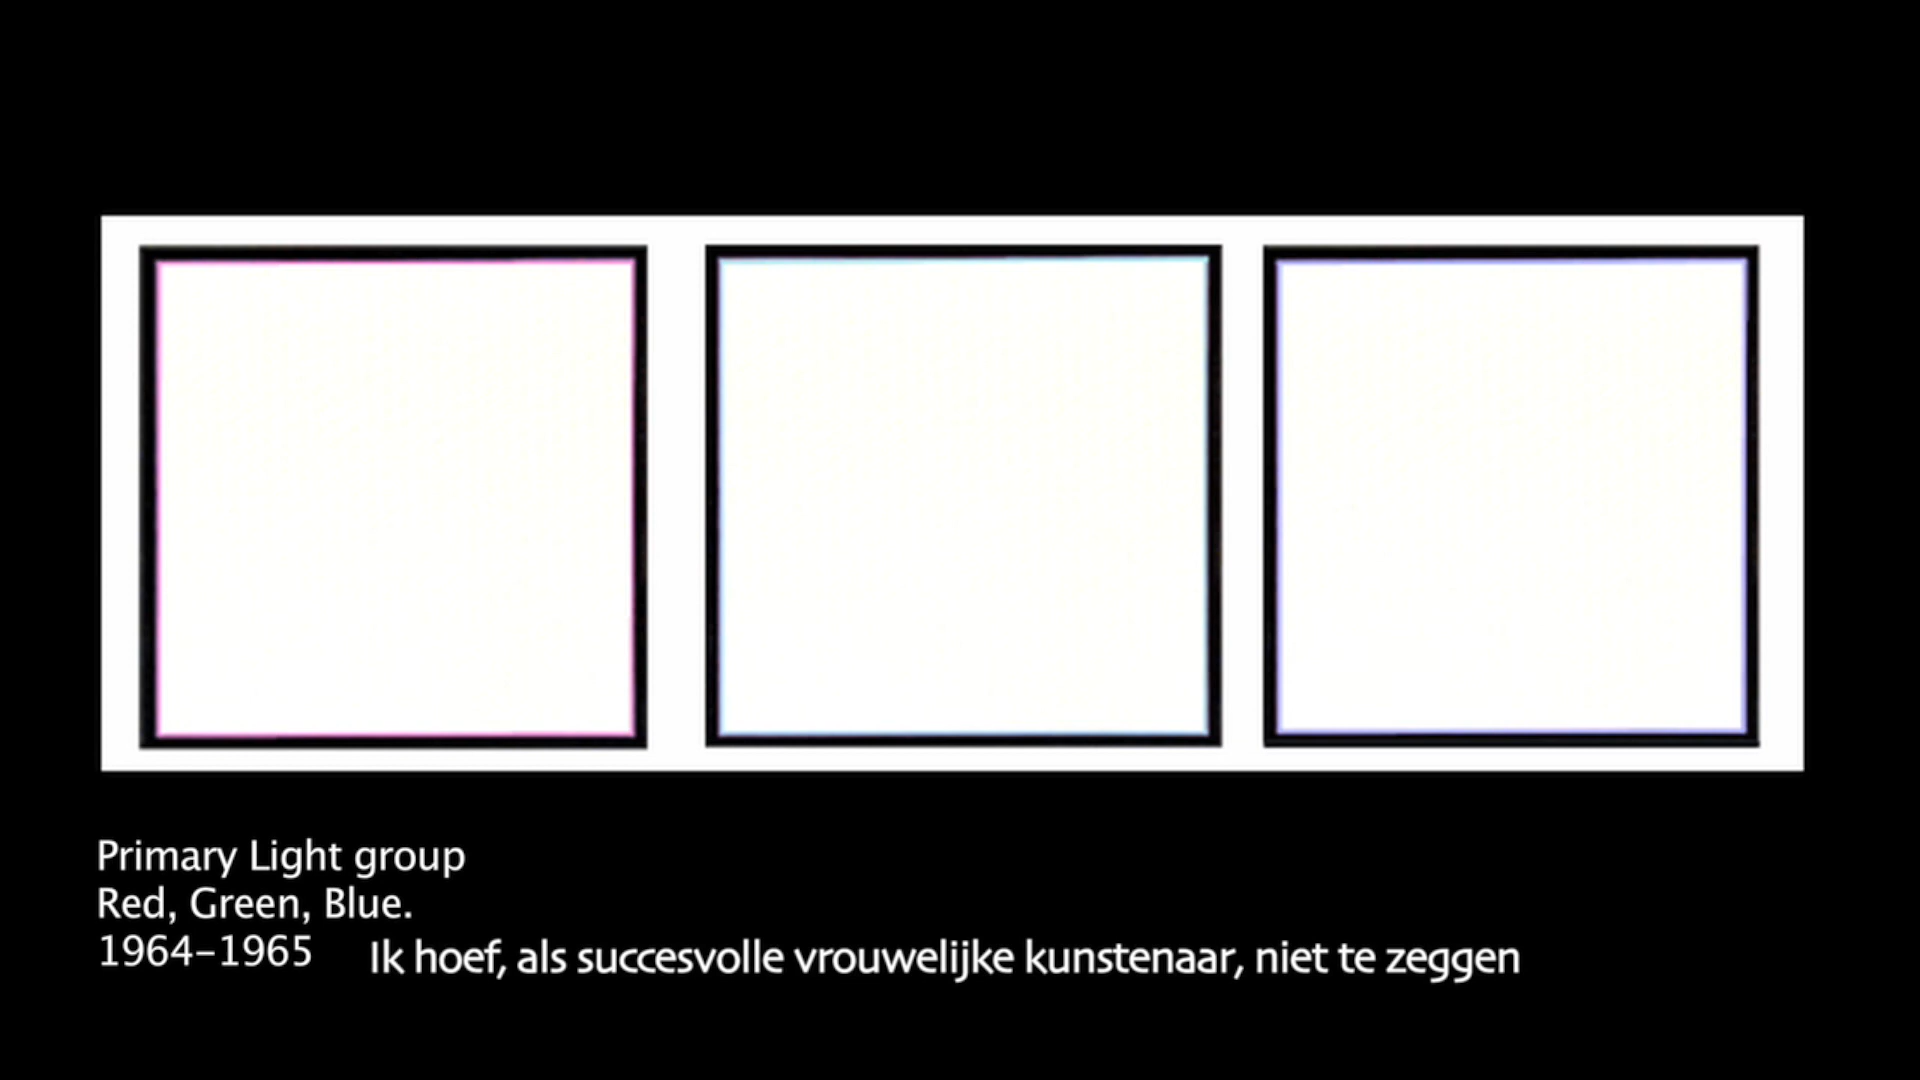 Primary Light group
Red, Green, Blue.
1964–1965
Ik hoef, als succesvolle vrouwelijke kunstenaar, niet te zeggen